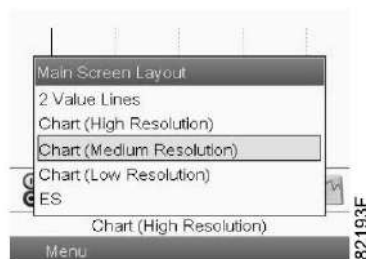 Main Screen Layout
2 Value Lines
Chart (High Resolution)
Chart (Medium Resolution)
Chart (Low Resolution)
ES
Chart (High Resolution)
Menu
82193F